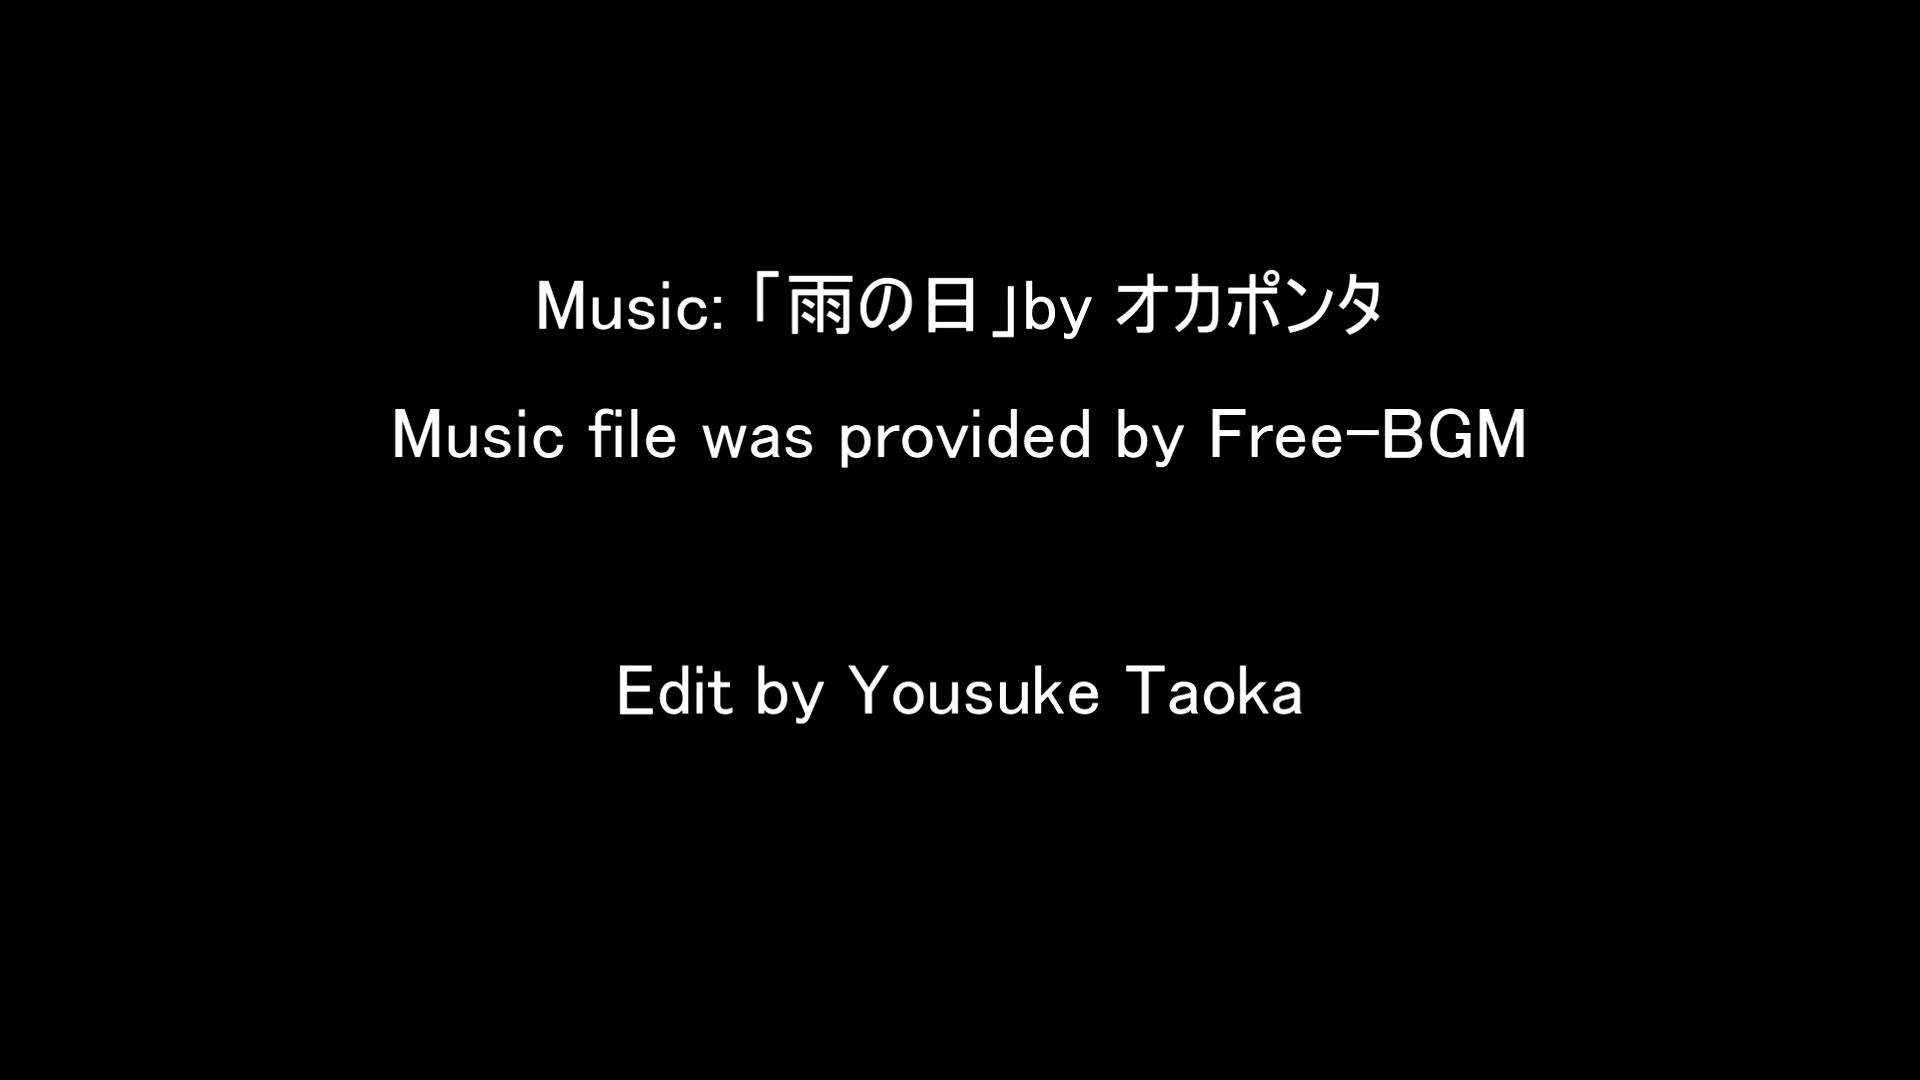 Music: 「雨の日」by オカポンタ
Music file was provided by Free-BGM
Edit by Yousuke Taoka